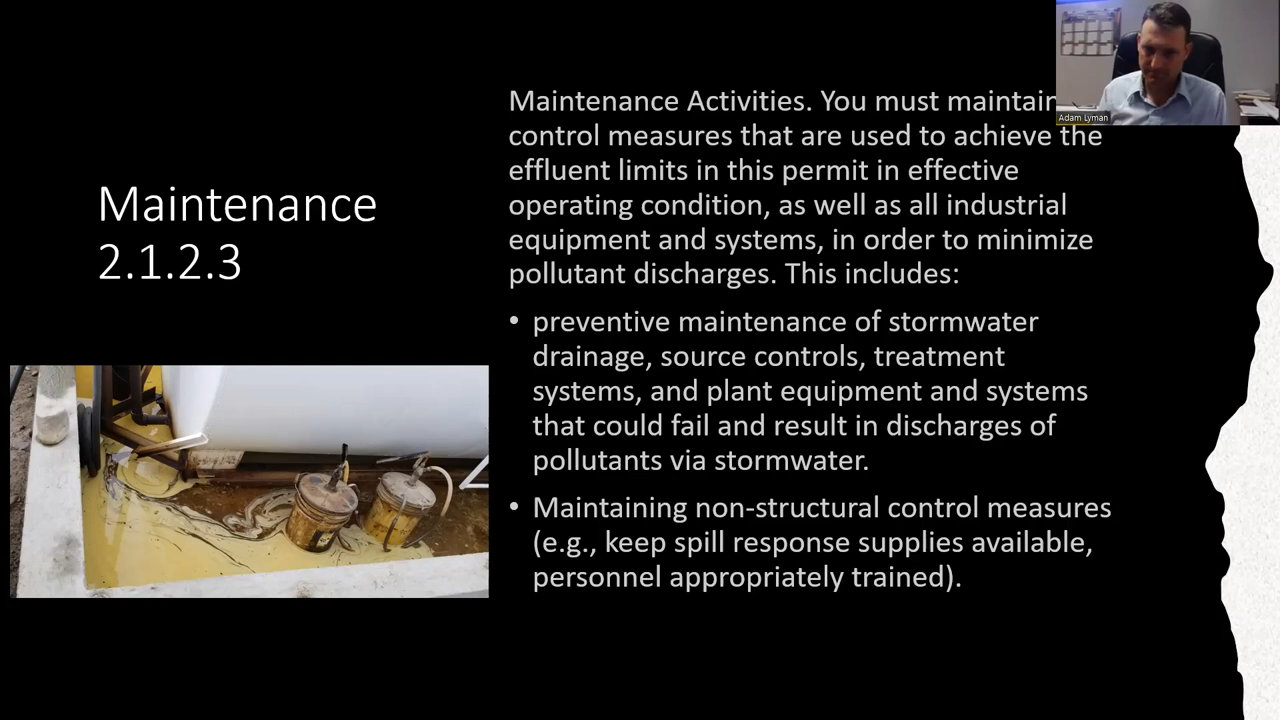 Maintenance
2.1.2.3
Maintenance Activities. You must maintain
control measures that are used to achieve the
effluent limits in this permit in effective
operating condition, as well as all industrial
equipment and systems, in order to minimize
pollutant discharges. This includes:
• preventive maintenance of stormwater
drainage, source controls, treatment
systems, and plant equipment and systems
that could fail and result in discharges of
pollutants via stormwater.
• Maintaining non-structural control measures
(e.g., keep spill response supplies available,
personnel appropriately trained).
Adam Lyman